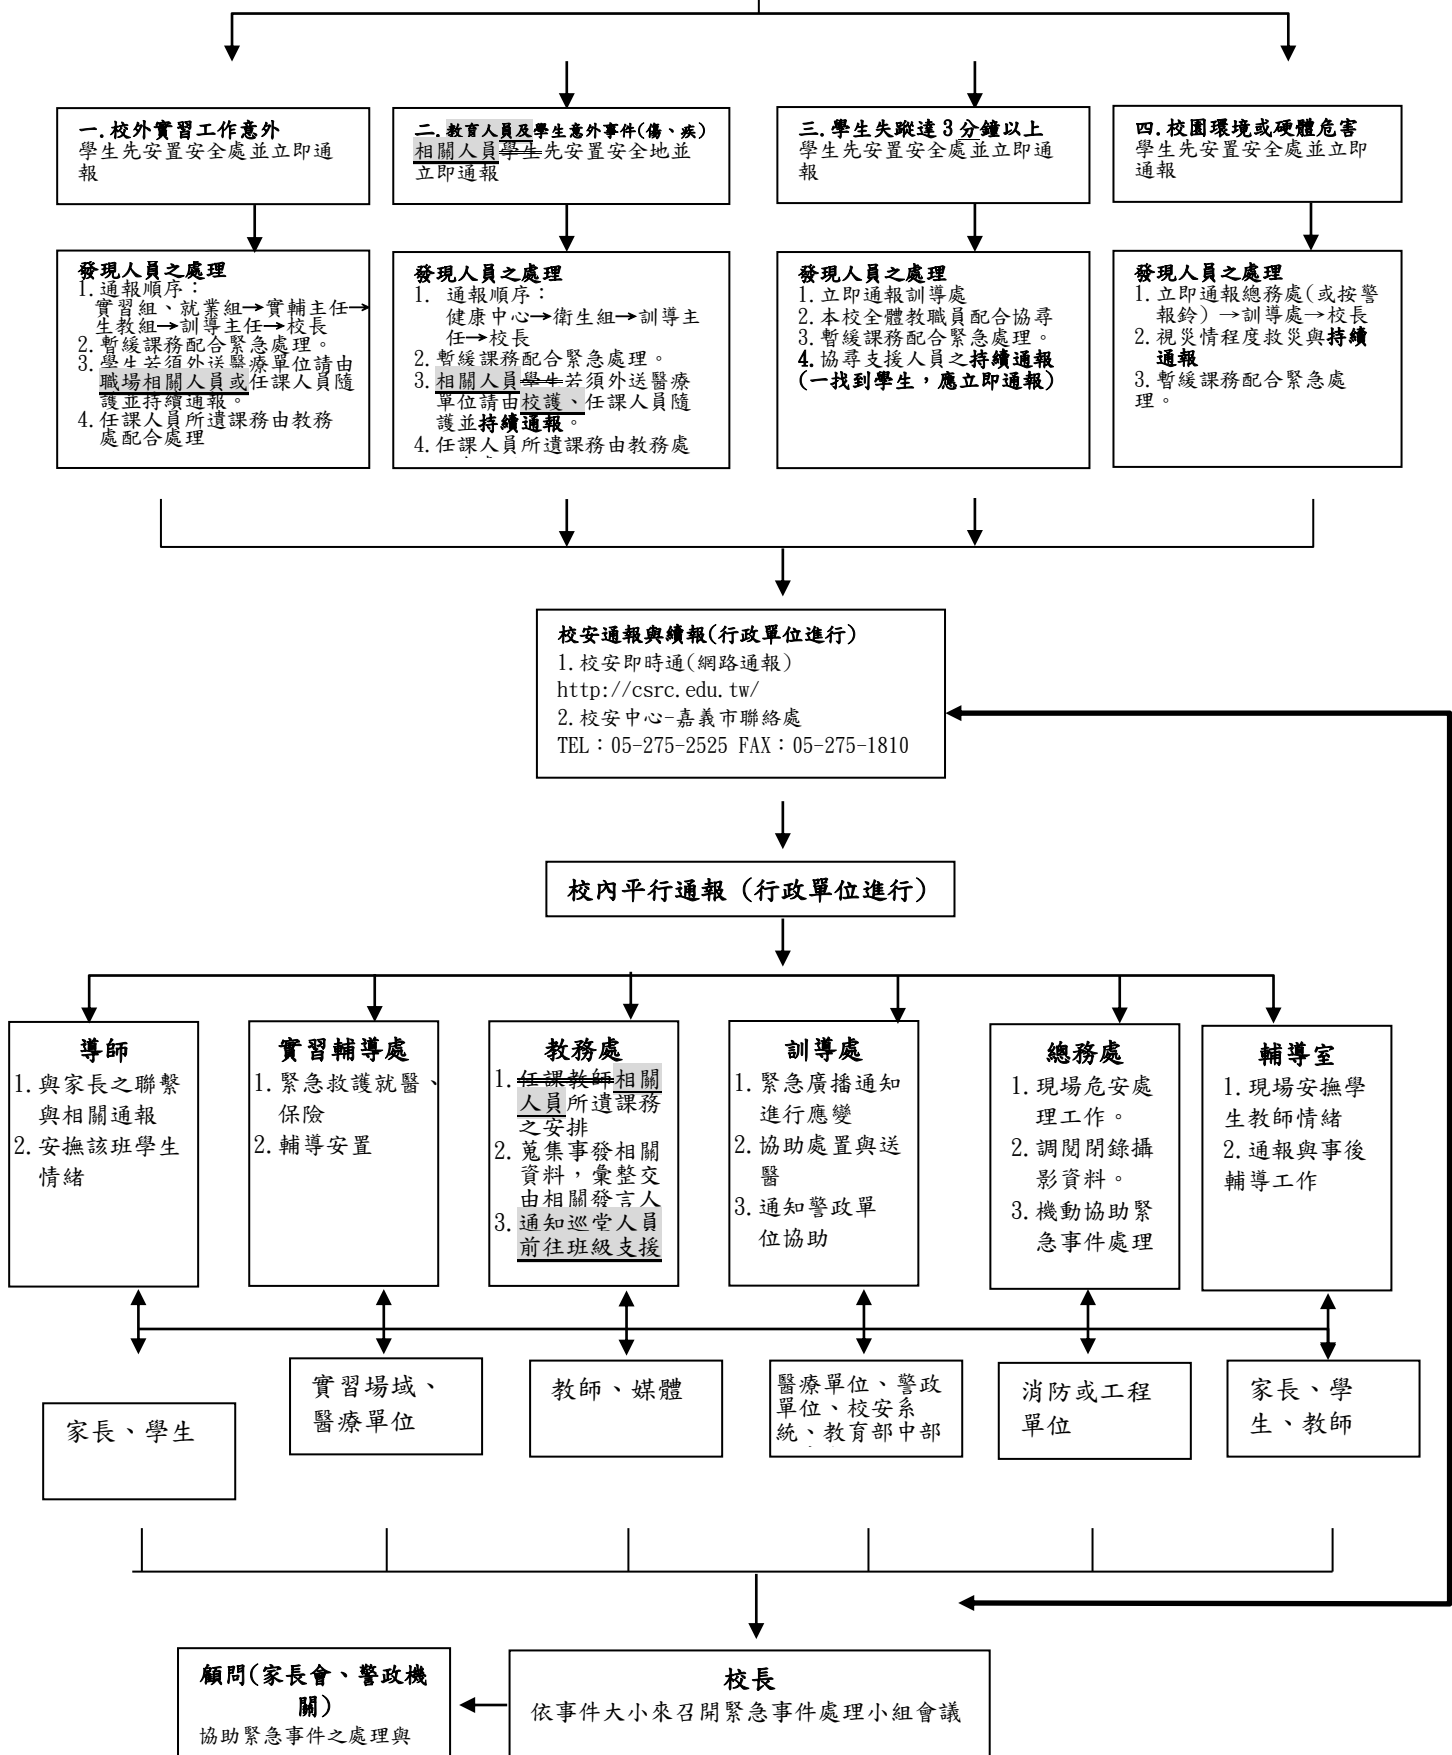 一.校外實習工作意外
學生先安置安全處並立即通
報
二.教育人員及學生意外事件(傷、疾)
相關人員學生先安置安全地並
立即通報
三.學生失蹤達 3 分鐘以上
學生先安置安全處並立即通
報
四.校園環境或硬體危害
學生先安置安全處並立即
通報
發現人員之處理
1.通報順序：
實習組、就業組→實輔主任→
生教組→訓導主任→校長
2.暫緩課務配合緊急處理。
3.學生若須外送醫療單位請由
職場相關人員或任課人員隨
護並持續通報。
4.任課人員所遺課務由教務
處配合處理
發現人員之處理
1. 通報順序：
健康中心→衛生組→訓導主
任→校長
2.暫緩課務配合緊急處理。
3.相關人員學生若須外送醫療
單位請由校護、任課人員隨
護並持續通報。
4.任課人員所遺課務由教務處
發現人員之處理
1.立即通報訓導處
2.本校全體教職員配合協尋
3.暫緩課務配合緊急處理。
4.協尋支援人員之持續通報
(一找到學生，應立即通報)
發現人員之處理
1.立即通報總務處(或按警
報鈴）→訓導處→校長
2.視災情程度救災與持續
通報
3.暫緩課務配合緊急處
理。
校安通報與續報(行政單位進行)
1.校安即時通(網路通報)
http://csrc.edu.tw/
2.校安中心-嘉義市聯絡處
TEL：05-275-2525 FAX：05-275-1810
校內平行通報（行政單位進行）
導師
1.與家長之聯繫
與相關通報
2.安撫該班學生
情緒
實習輔導處
1.緊急救護就醫、
保險
2.輔導安置
教務處
1.任課教師相關
人員所遺課務
之安排
2.蒐集事發相關
資料，彙整交
由相關發言人
3.通知巡堂人員
前往班級支援
訓導處
1.緊急廣播通知
進行應變
2.協助處置與送
醫
3.通知警政單
位協助
總務處
1.現場危安處
理工作。
2.調閱閉錄攝
影資料。
3.機動協助緊
急事件處理
輔導室
1.現場安撫學
生教師情緒
2.通報與事後
輔導工作
家長、學生
實習場域、
醫療單位
教師、媒體
醫療單位、警政
單位、校安系
統、教育部中部
消防或工程
單位
家長、學
生、教師
顧問(家長會、警政機
關)
協助緊急事件之處理與
校長
依事件大小來召開緊急事件處理小組會議